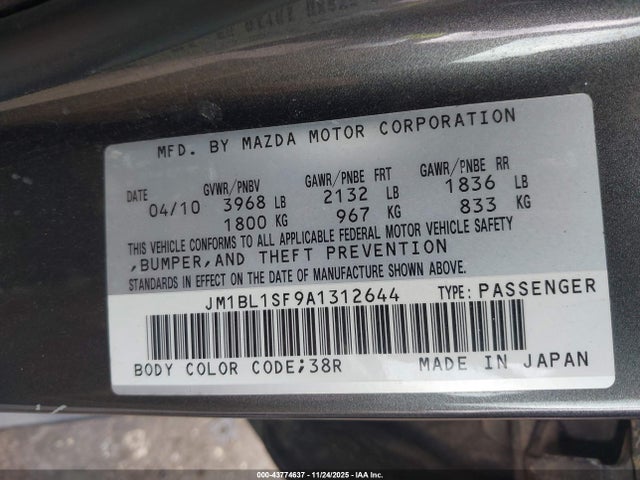 MFD. BY MAZDA MOTOR CORPORATION
DATE GVWR/PNBV GAWR/PNBE FRT GAWR/PNBE RR
04/10 3968 LB 2132 LB 1836 LB
1800 KG 967 KG 833 KG
THIS VEHICLE CONFORMS TO ALL APPLICABLE FEDERAL MOTOR VEHICLE SAFETY
,BUMPER,AND THEFT PREVENTION
STANDARDS IN EFFECT ON THE DATE OF MANUFACTURE SHOWN ABOVE.
JM1BL1SF9A1312644 TYPE: PASSENGER
BODY COLOR CODE;38R MADE IN JAPAN
00-43774637 - 11/24/2025 - IAA Inc.